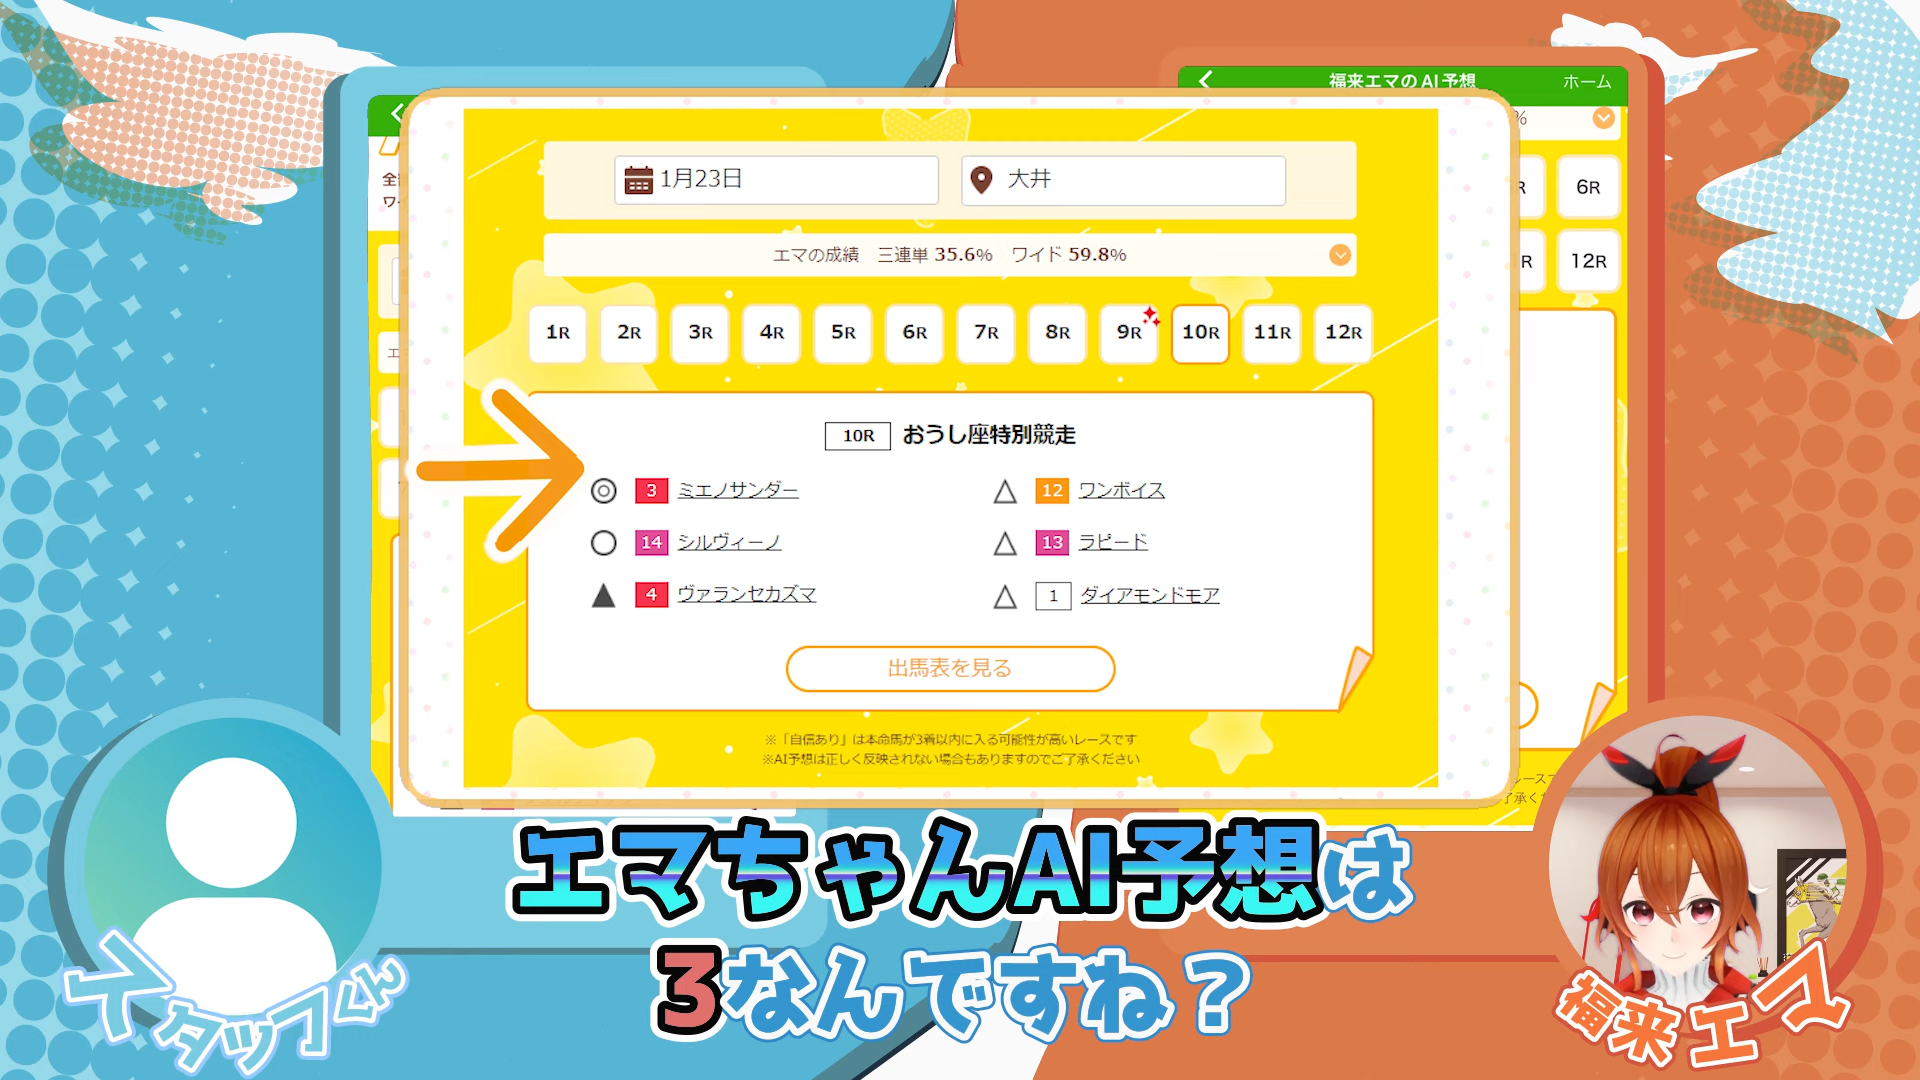 福来エマのAI予想 ホーム
1月23日 大井
エマの成績 三連単 35.6% ワイド 59.8%
1R 2R 3R 4R 5R 6R 7R 8R 9R 10R 11R 12R
6R
12R
10R おうし座特別競走
◎ 3 ミエノサンダー
○ 14 シルヴィーノ
▲ 4 ヴァランセカズマ
△ 12 ワンボイス
△ 13 ラピード
△ 1 ダイアモンドモア
出馬表を見る
※「自信あり」は本命馬が3着以内に入る可能性が高いレースです
※AI予想は正しく反映されない場合もありますのでご了承ください
エマちゃんAI予想は
3なんですね?
スタッフくん
福来エマ